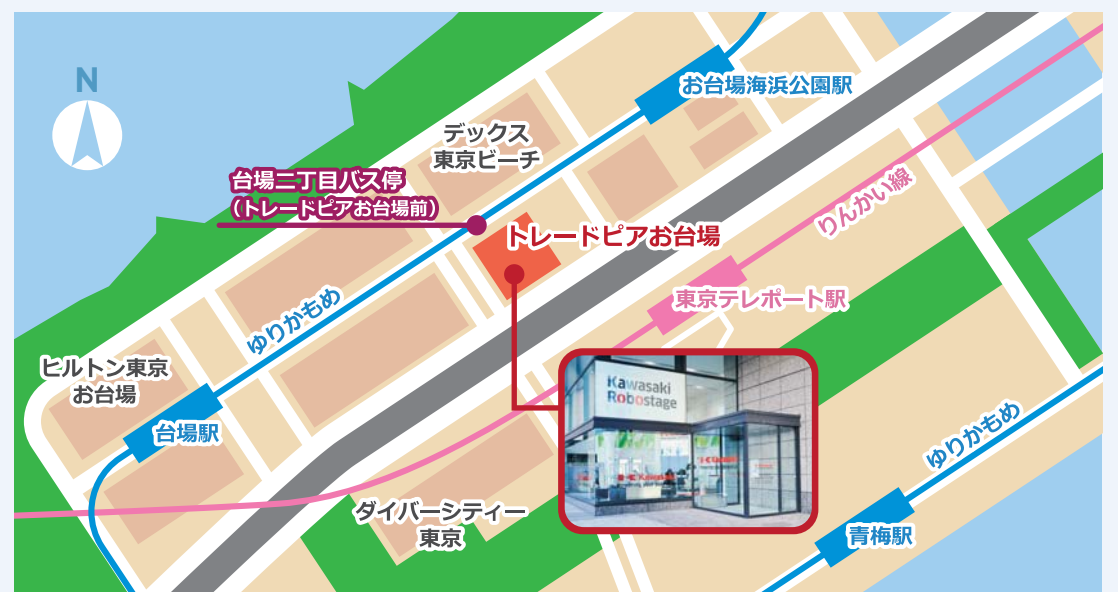 N
お台場海浜公園駅
デックス
東京ビーチ
台場二丁目バス停
（トレードピアお台場前）
トレードピアお台場
りんかい線
東京テレポート駅
ゆりかもめ
ヒルトン東京
お台場
台場駅
Kawasaki
Robostage
Kawasaki
Kawasaki
ゆりかもめ
ダイバーシティー
東京
青梅駅